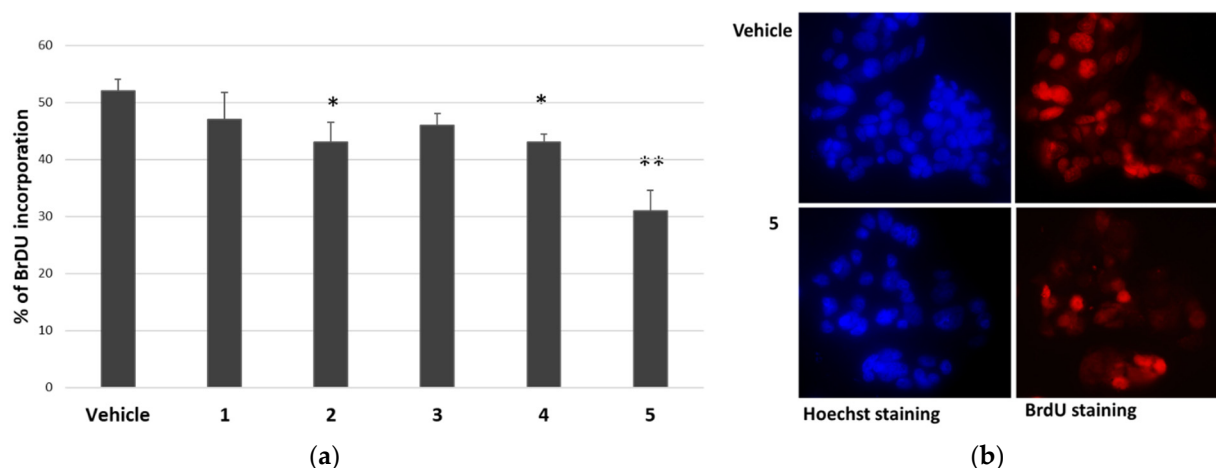 % of BrDU incorporation
60
50
40
30
20
10
0
*
*
**
Vehicle 1 2 3 4 5
(a)
Vehicle
5
Hoechst staining BrdU staining
(b)